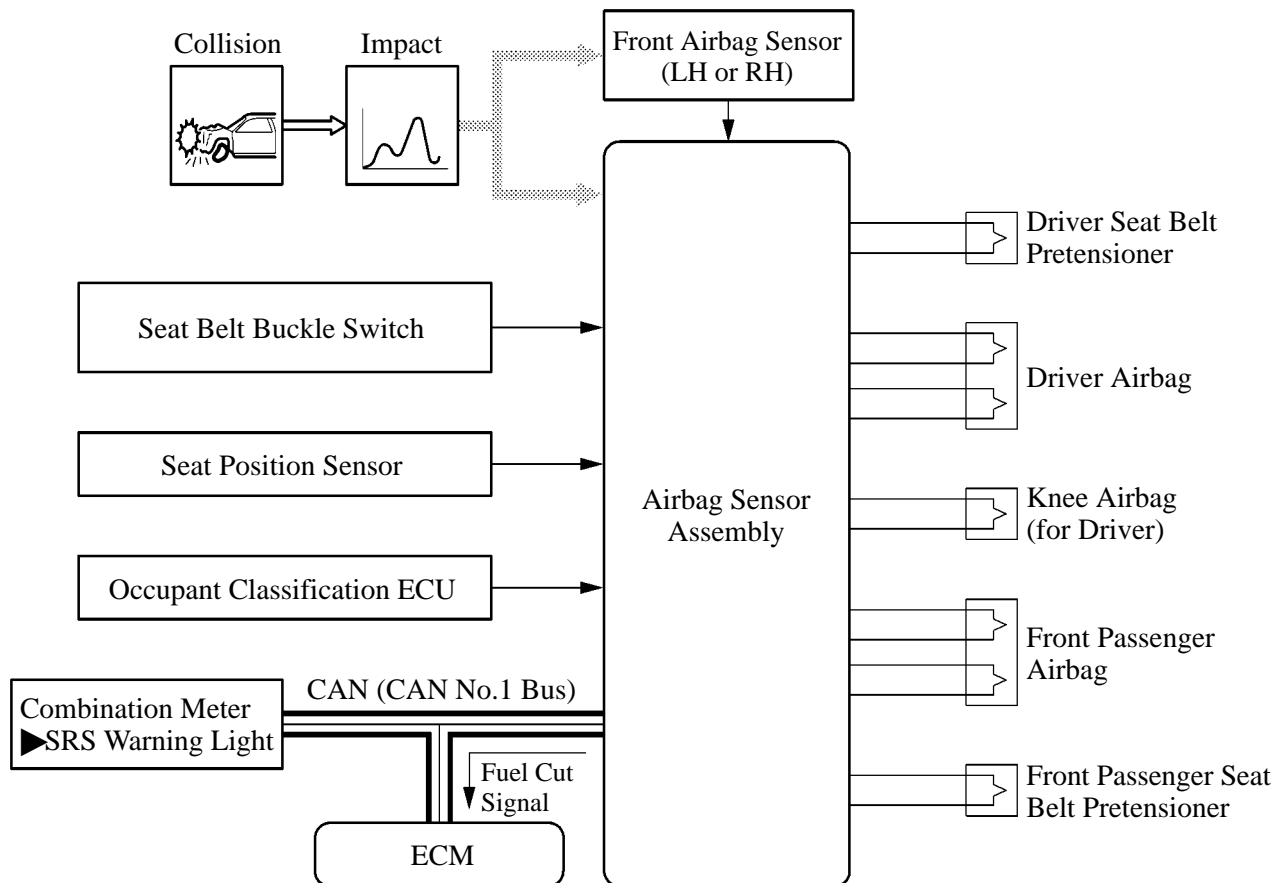 Collision
Impact
Front Airbag Sensor
(LH or RH)
Driver Seat Belt
Pretensioner
Seat Belt Buckle Switch
Driver Airbag
Seat Position Sensor
Airbag Sensor
Assembly
Knee Airbag
(for Driver)
Occupant Classification ECU
Front Passenger
Airbag
CAN (CAN No.1 Bus)
Combination Meter
▶SRS Warning Light
Fuel Cut
Signal
Front Passenger Seat
Belt Pretensioner
ECM